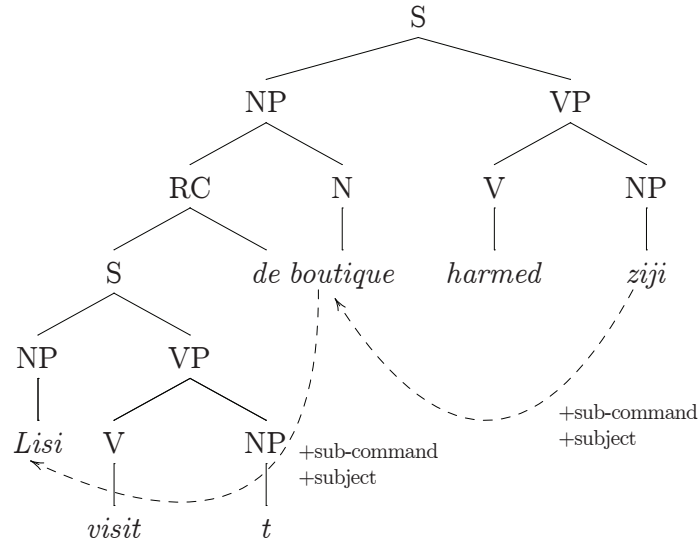 S
NP VP
RC N V NP
S de boutique harmed ziji
NP VP
+sub-command
+subject
Lisi V NP +sub-command
+subject
visit t